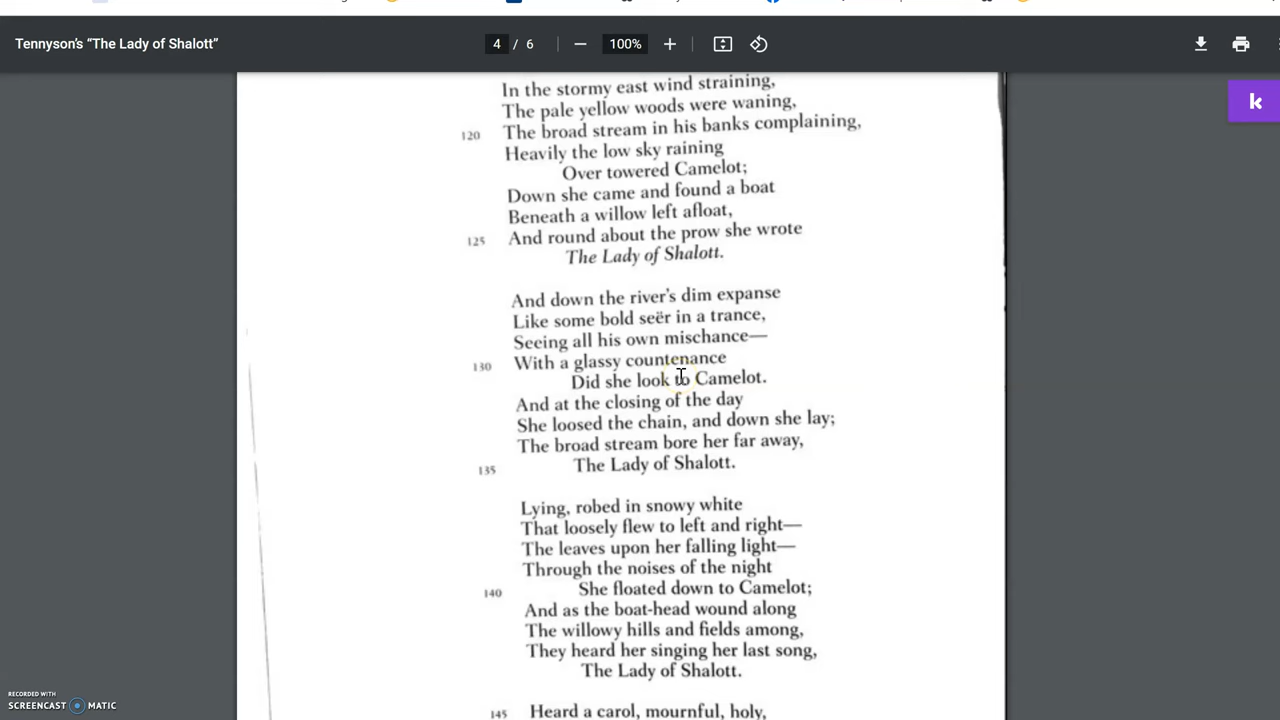 Tennyson's “The Lady of Shalott”
4 / 6
100%
k
In the stormy east wind straining,
The pale yellow woods were waning,
120 The broad stream in his banks complaining,
Heavily the low sky raining
Over towered Camelot;
Down she came and found a boat
Beneath a willow left afloat,
125 And round about the prow she wrote
The Lady of Shalott.
And down the river's dim expanse
Like some bold seër in a trance,
Seeing all his own mischance—
130 With a glassy countenance
Did she look to Camelot.
And at the closing of the day
She loosed the chain, and down she lay;
The broad stream bore her far away,
135 The Lady of Shalott.
Lying, robed in snowy white
That loosely flew to left and right—
The leaves upon her falling light—
Through the noises of the night
140 She floated down to Camelot;
And as the boat-head wound along
The willowy hills and fields among,
They heard her singing her last song,
The Lady of Shalott.
145 Heard a carol, mournful, holy,
RECORDED WITH
SCREENCAST MATIC